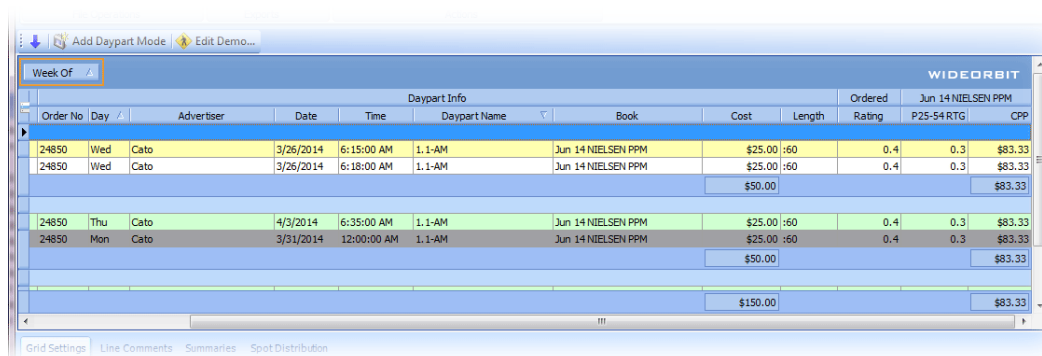 Add Daypart Mode Edit Demo...
Week Of WIDEORBIT
Daypart Info Ordered Jun 14 NIELSEN PPM
Order No Day Advertiser Date Time Daypart Name Book Cost Length Rating P25-54 RTG CPP
24850 Wed Cato 3/26/2014 6:15:00 AM 1.1-AM Jun 14 NIELSEN PPM $25.00 :60 0.4 0.3 $83.33
24850 Wed Cato 3/26/2014 6:18:00 AM 1.1-AM Jun 14 NIELSEN PPM $25.00 :60 0.4 0.3 $83.33
$50.00 $83.33
24850 Thu Cato 4/3/2014 6:35:00 AM 1.1-AM Jun 14 NIELSEN PPM $25.00 :60 0.4 0.3 $83.33
24850 Mon Cato 3/31/2014 12:00:00 AM 1.1-AM Jun 14 NIELSEN PPM $25.00 :60 0.4 0.3 $83.33
$50.00 $83.33
$150.00 $83.33
Grid Settings Line Comments Summaries Spot Distribution